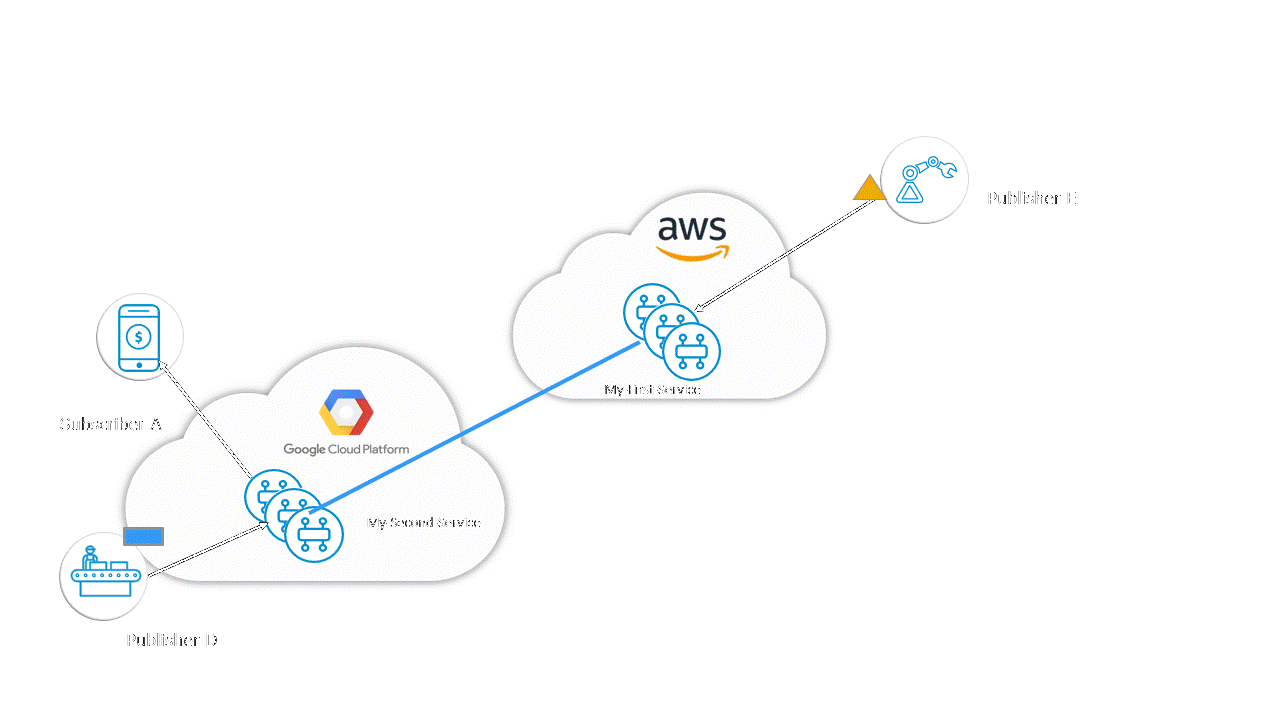 aws
Publisher E
My First Service
$
Subscriber A
Google Cloud Platform
My Second Service
Publisher D